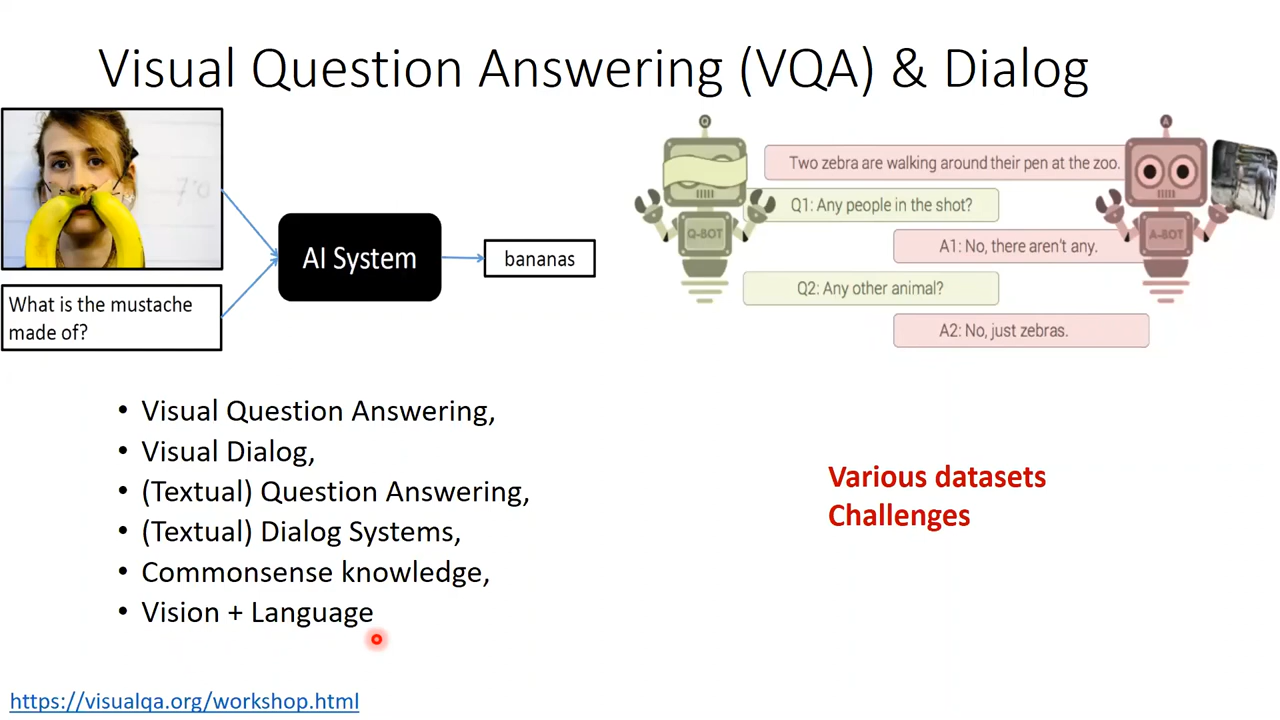 Visual Question Answering (VQA) & Dialog
What is the mustache
made of?
AI System
bananas
Two zebra are walking around their pen at the zoo.
Q1: Any people in the shot?
A1: No, there aren't any.
Q2: Any other animal?
A2: No, just zebras.
Q
Q-BOT
A
A-BOT
• Visual Question Answering,
• Visual Dialog,
• (Textual) Question Answering,
• (Textual) Dialog Systems,
• Commonsense knowledge,
• Vision + Language
Various datasets
Challenges
https://visualqa.org/workshop.html